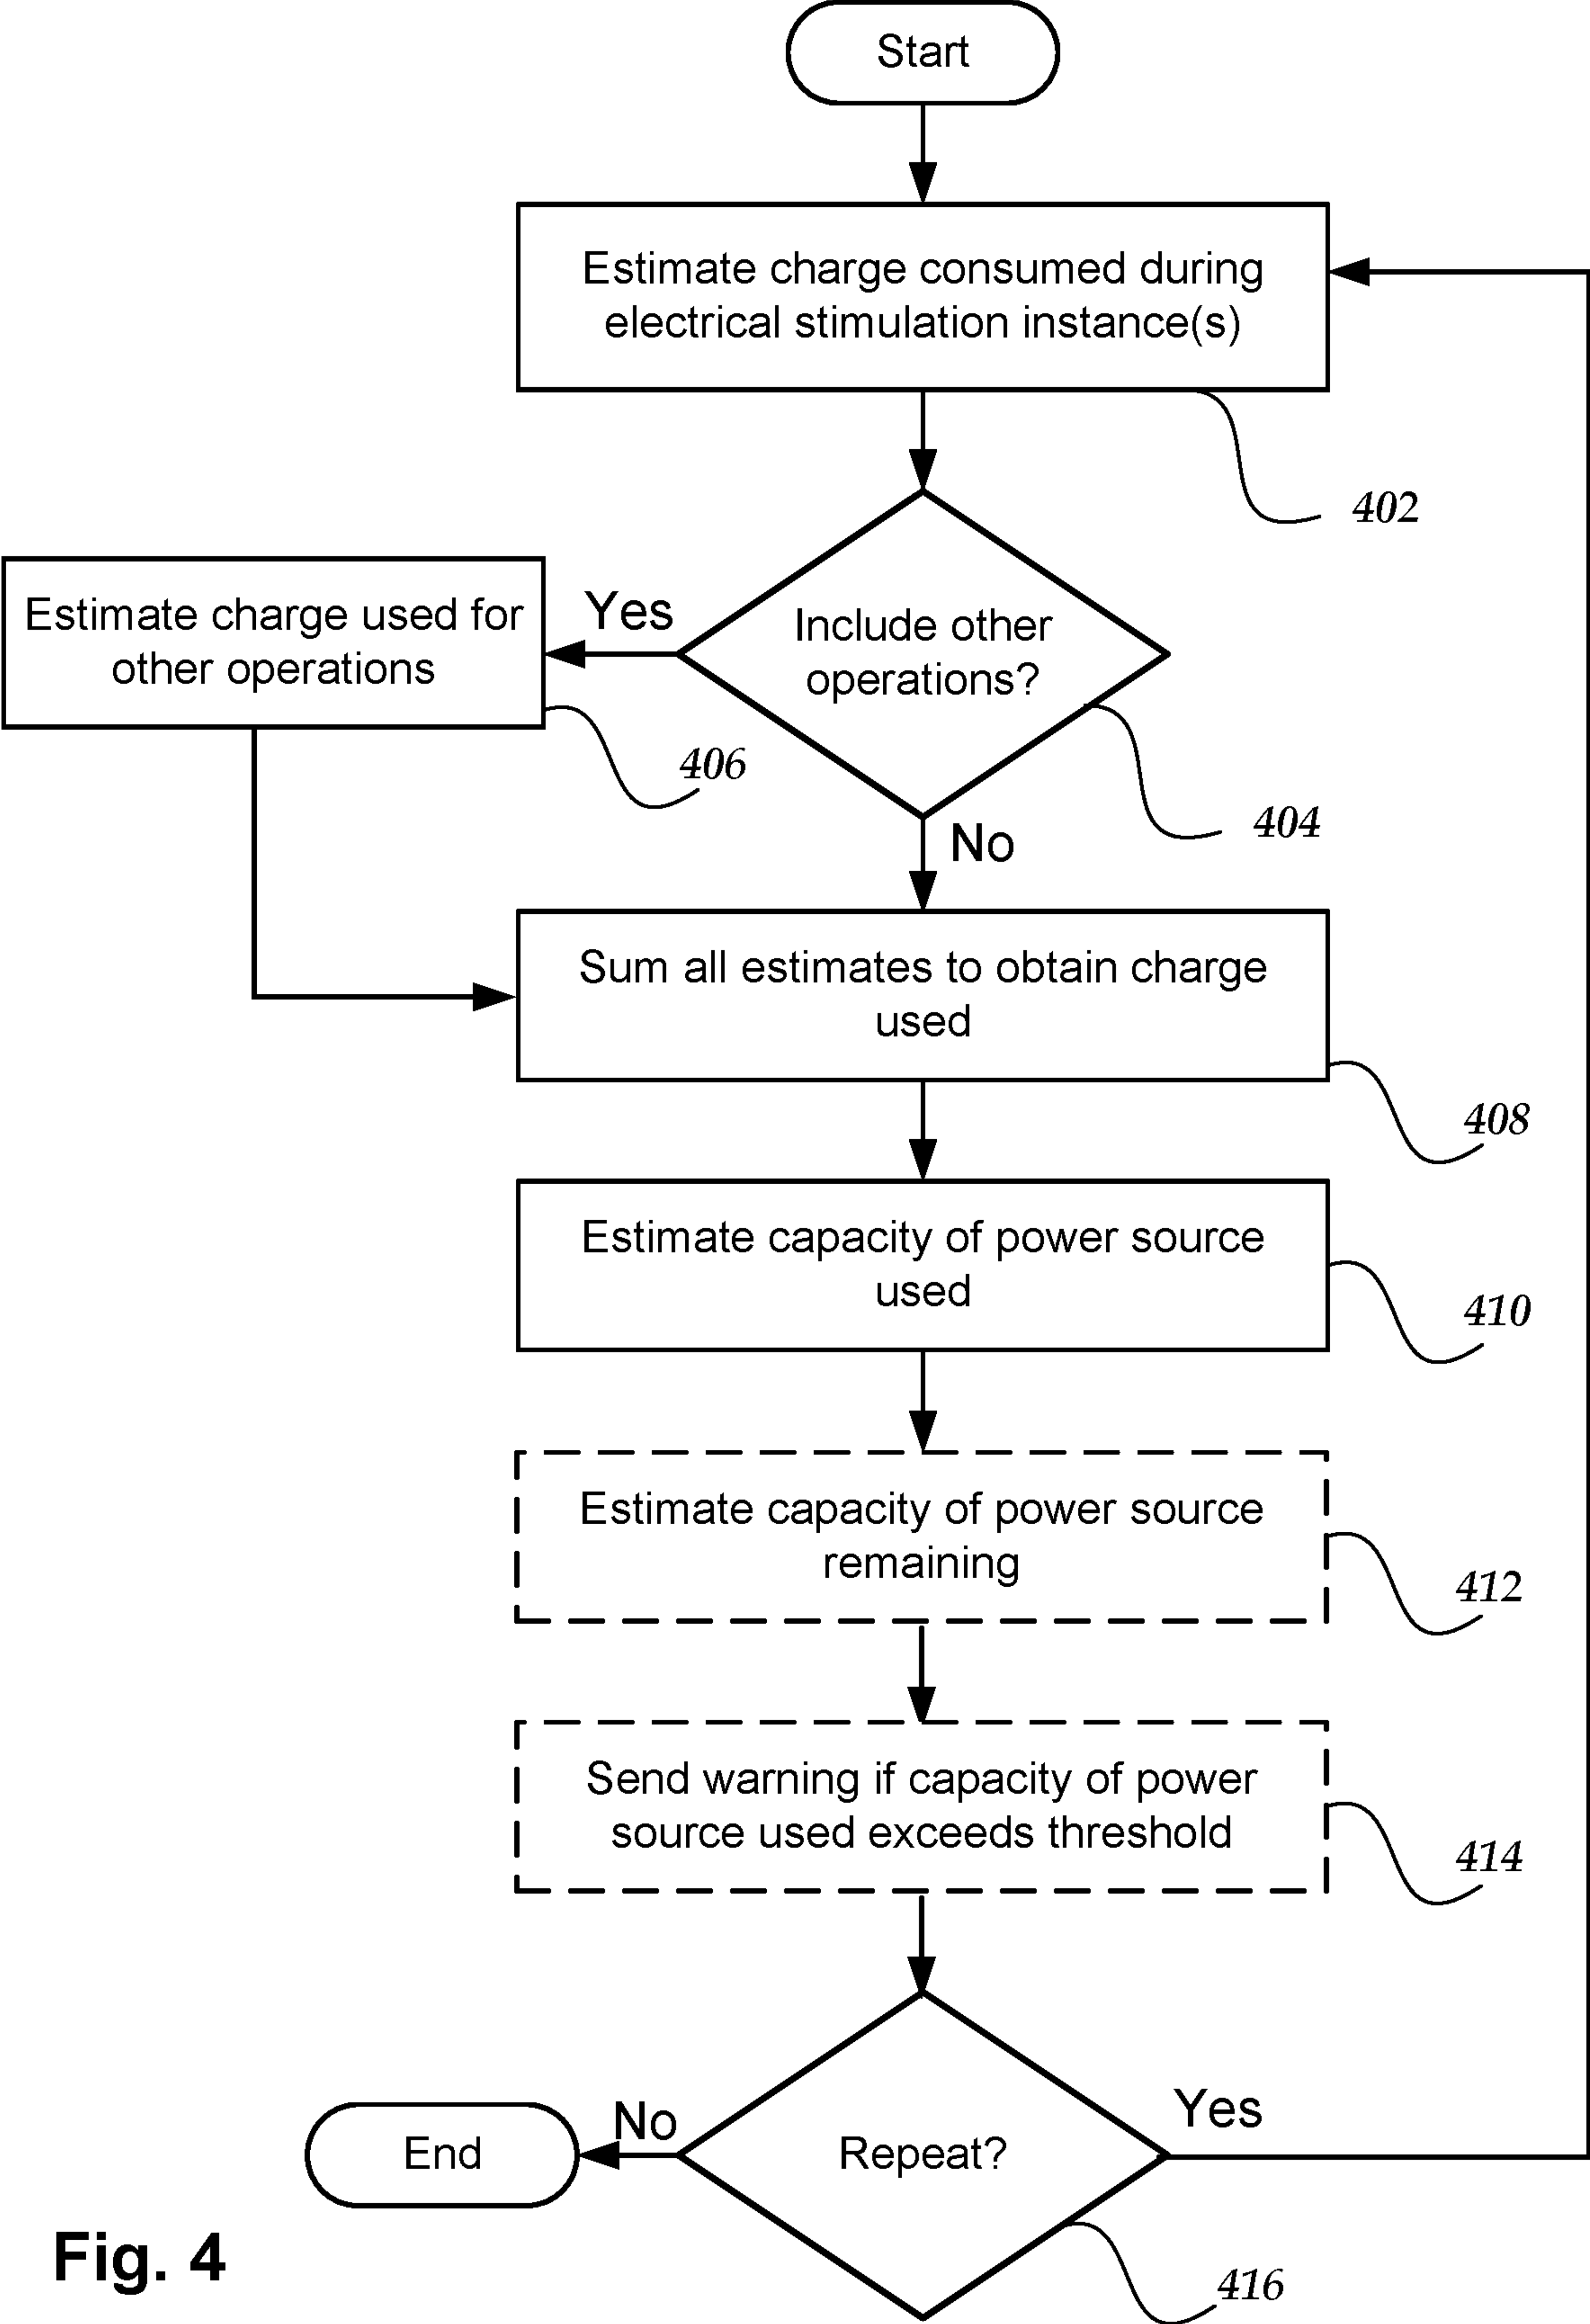 Start
Estimate charge consumed during
electrical stimulation instance(s)
402
Estimate charge used for
other operations
Yes
Include other
operations?
406
404
No
Sum all estimates to obtain charge
used
408
Estimate capacity of power source
used
410
Estimate capacity of power source
remaining
412
Send warning if capacity of power
source used exceeds threshold
414
End
No
Repeat?
Yes
416
Fig. 4